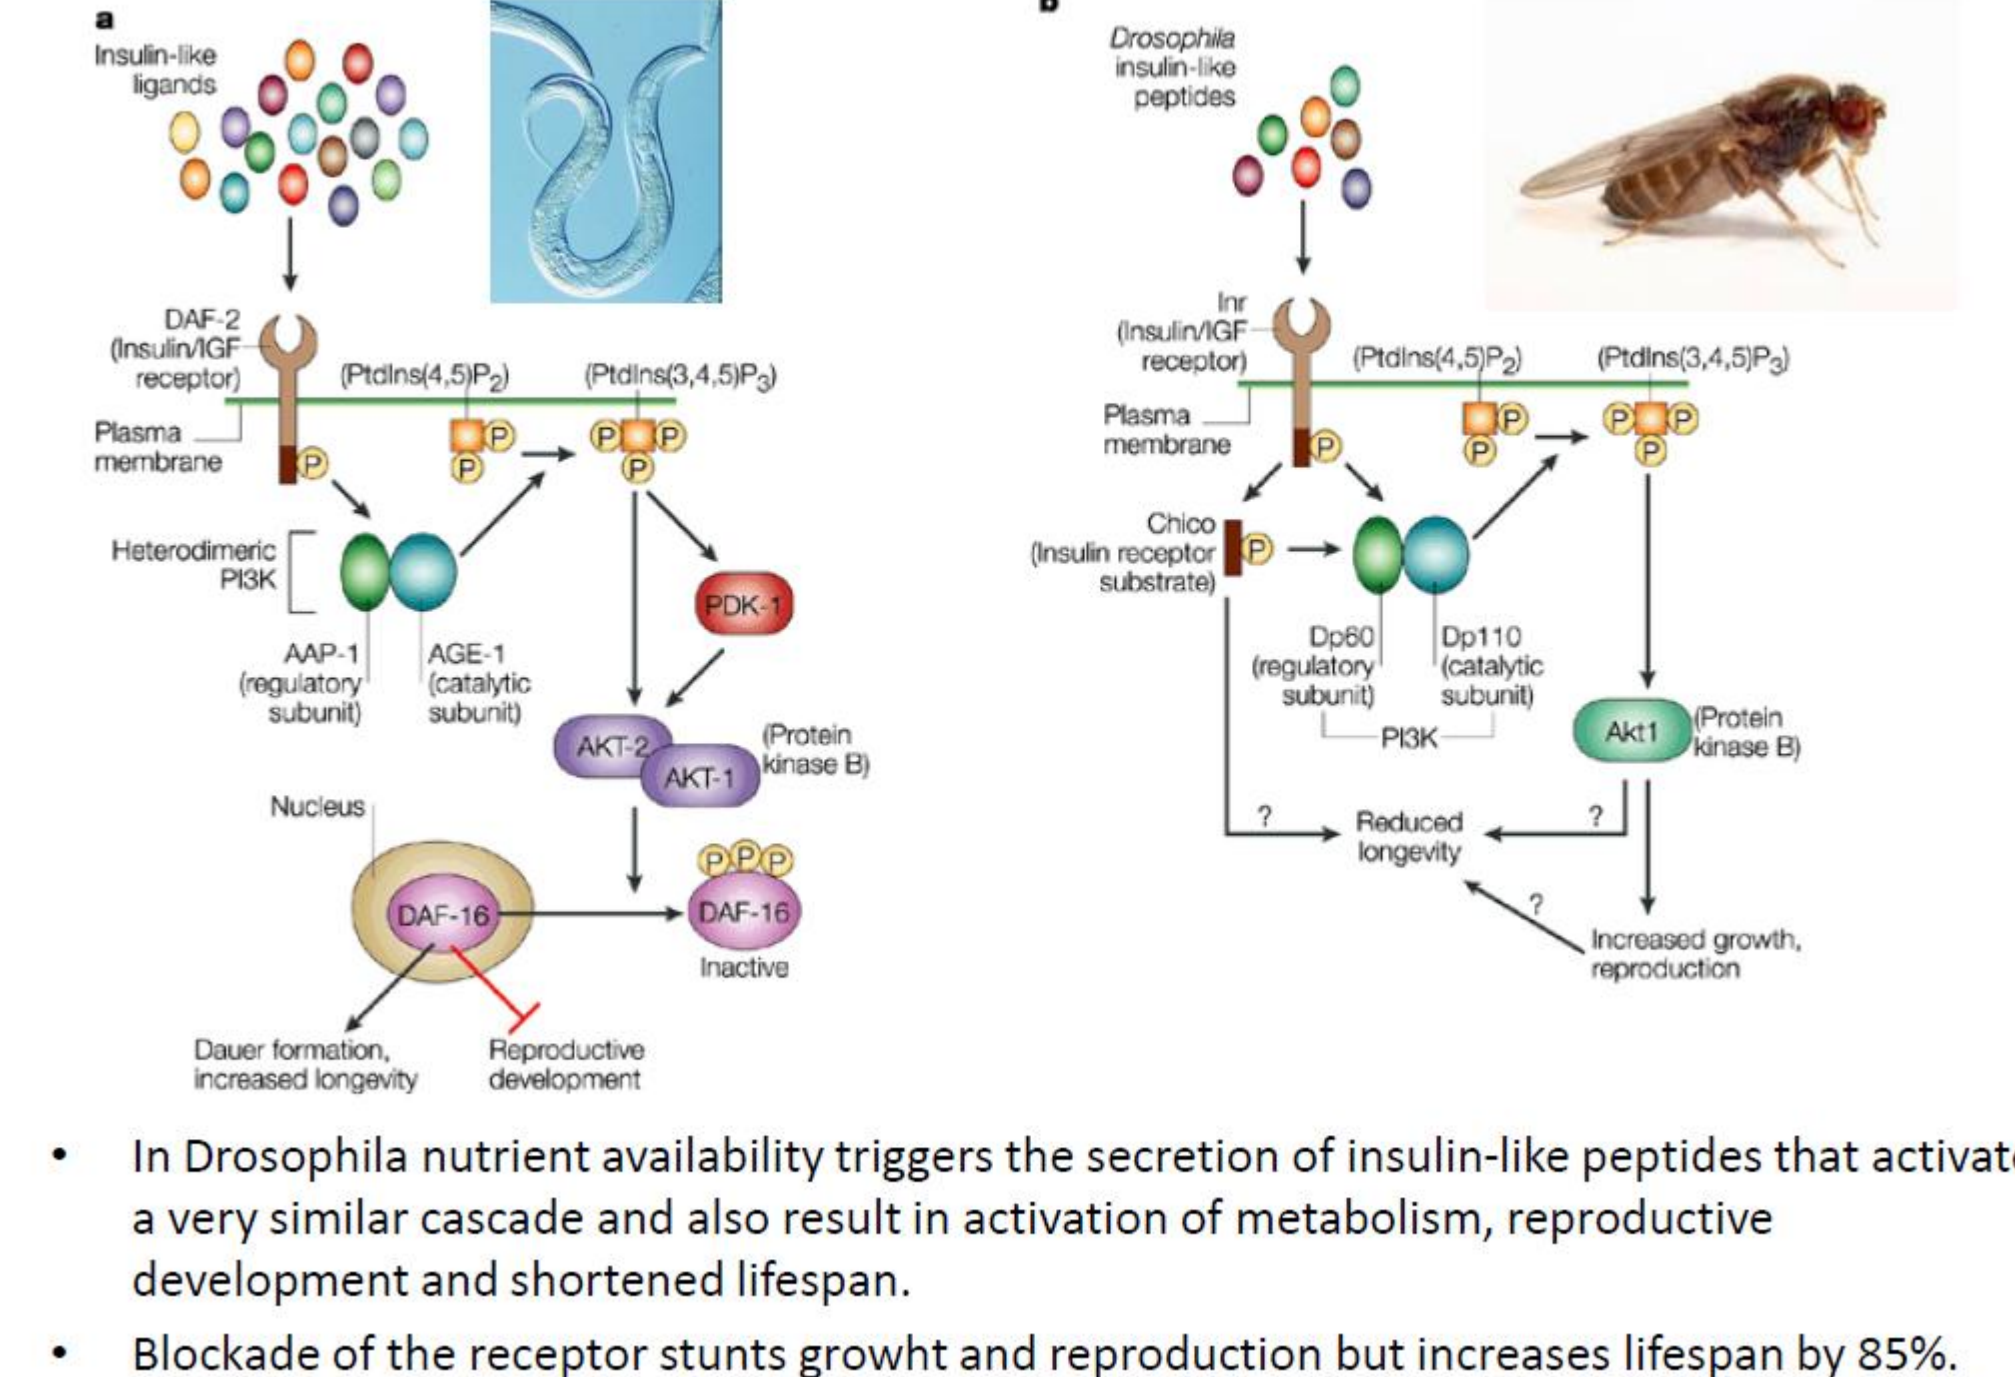 a
Insulin-like
ligands
DAF-2
(Insulin/IGF
receptor)
(PtdIns(4,5)P2)
(PtdIns(3,4,5)P3)
Plasma
membrane
P
P
P
P
P
P
Heterodimeric
PI3K
AAP-1
(regulatory
subunit)
AGE-1
(catalytic
subunit)
PDK-1
AKT-2
AKT-1
(Protein
kinase B)
Nucleus
DAF-16
P P P
DAF-16
Inactive
Dauer formation,
increased longevity
Reproductive
development
b
Drosophila
insulin-like
peptides
Inr
(Insulin/IGF
receptor)
(PtdIns(4,5)P2)
(PtdIns(3,4,5)P3)
Plasma
membrane
P
P
P
P
P
P
Chico
(Insulin receptor
substrate)
P
Dp60
(regulatory
subunit)
Dp110
(catalytic
subunit)
PI3K
Akt1
(Protein
kinase B)
?
Reduced
longevity
?
?
Increased growth,
reproduction
• In Drosophila nutrient availability triggers the secretion of insulin-like peptides that activate
a very similar cascade and also result in activation of metabolism, reproductive
development and shortened lifespan.
• Blockade of the receptor stunts growht and reproduction but increases lifespan by 85%.